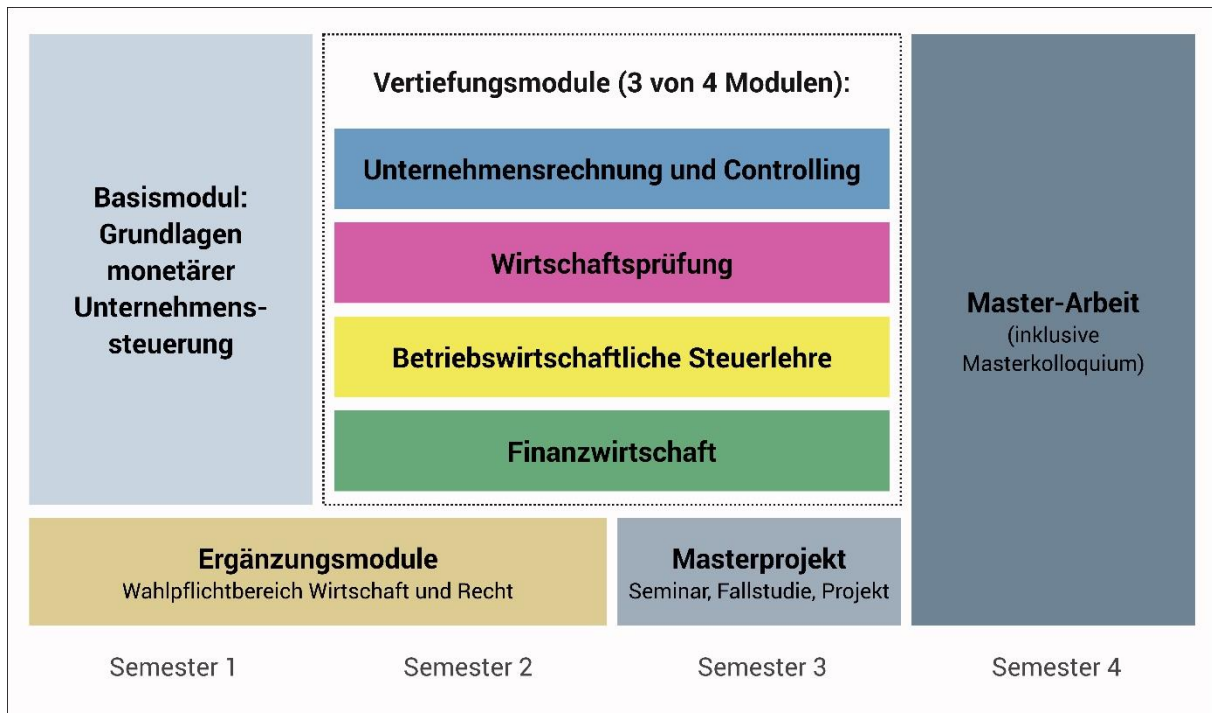 Basismodul:
Grundlagen
monetärer
Unternehmens-
steuerung
Vertiefungsmodule (3 von 4 Modulen):
Unternehmensrechnung und Controlling
Wirtschaftsprüfung
Betriebswirtschaftliche Steuerlehre
Finanzwirtschaft
Master-Arbeit
(inklusive
Masterkolloquium)
Ergänzungsmodule
Wahlpflichtbereich Wirtschaft und Recht
Masterprojekt
Seminar, Fallstudie, Projekt
Semester 1
Semester 2
Semester 3
Semester 4